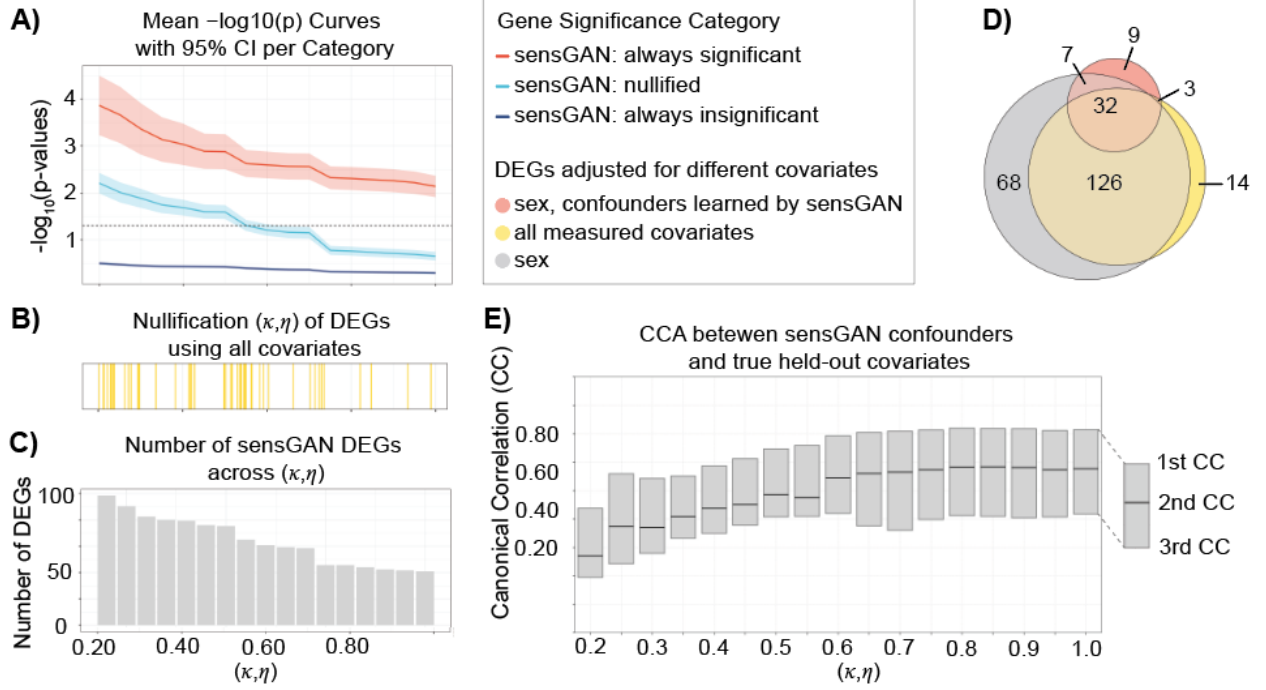 A)
Mean −log10(p) Curves
with 95% CI per Category
-log10(p-values)
4
3
2
1
Gene Significance Category
sensGAN: always significant
sensGAN: nullified
sensGAN: always insignificant
DEGs adjusted for different covariates
sex, confounders learned by sensGAN
all measured covariates
sex
D)
9
7
3
32
68
126
14
B)
Nullification (κ,η) of DEGs
using all covariates
C)
Number of sensGAN DEGs
across (κ,η)
Number of DEGs
100
50
0
0.20 0.40 0.60 0.80
(κ,η)
E)
CCA betewen sensGAN confounders
and true held-out covariates
Canonical Correlation (CC)
0.80
0.60
0.40
0.20
0.2 0.3 0.4 0.5 0.6 0.7 0.8 0.9 1.0
(κ,η)
1st CC
2nd CC
3rd CC